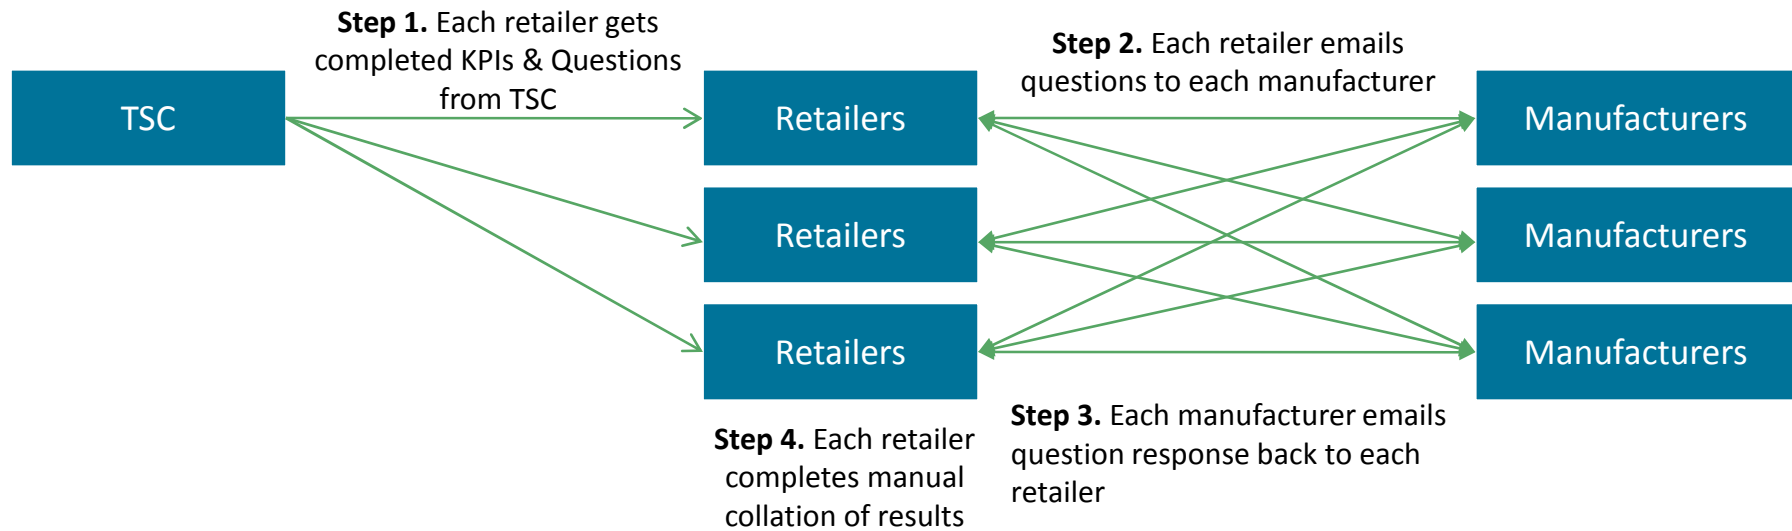 Step 1. Each retailer gets
completed KPIs & Questions
from TSC
Step 2. Each retailer emails
questions to each manufacturer
TSC
Retailers
Manufacturers
Retailers
Manufacturers
Retailers
Manufacturers
Step 4. Each retailer
completes manual
collation of results
Step 3. Each manufacturer emails
question response back to each
retailer